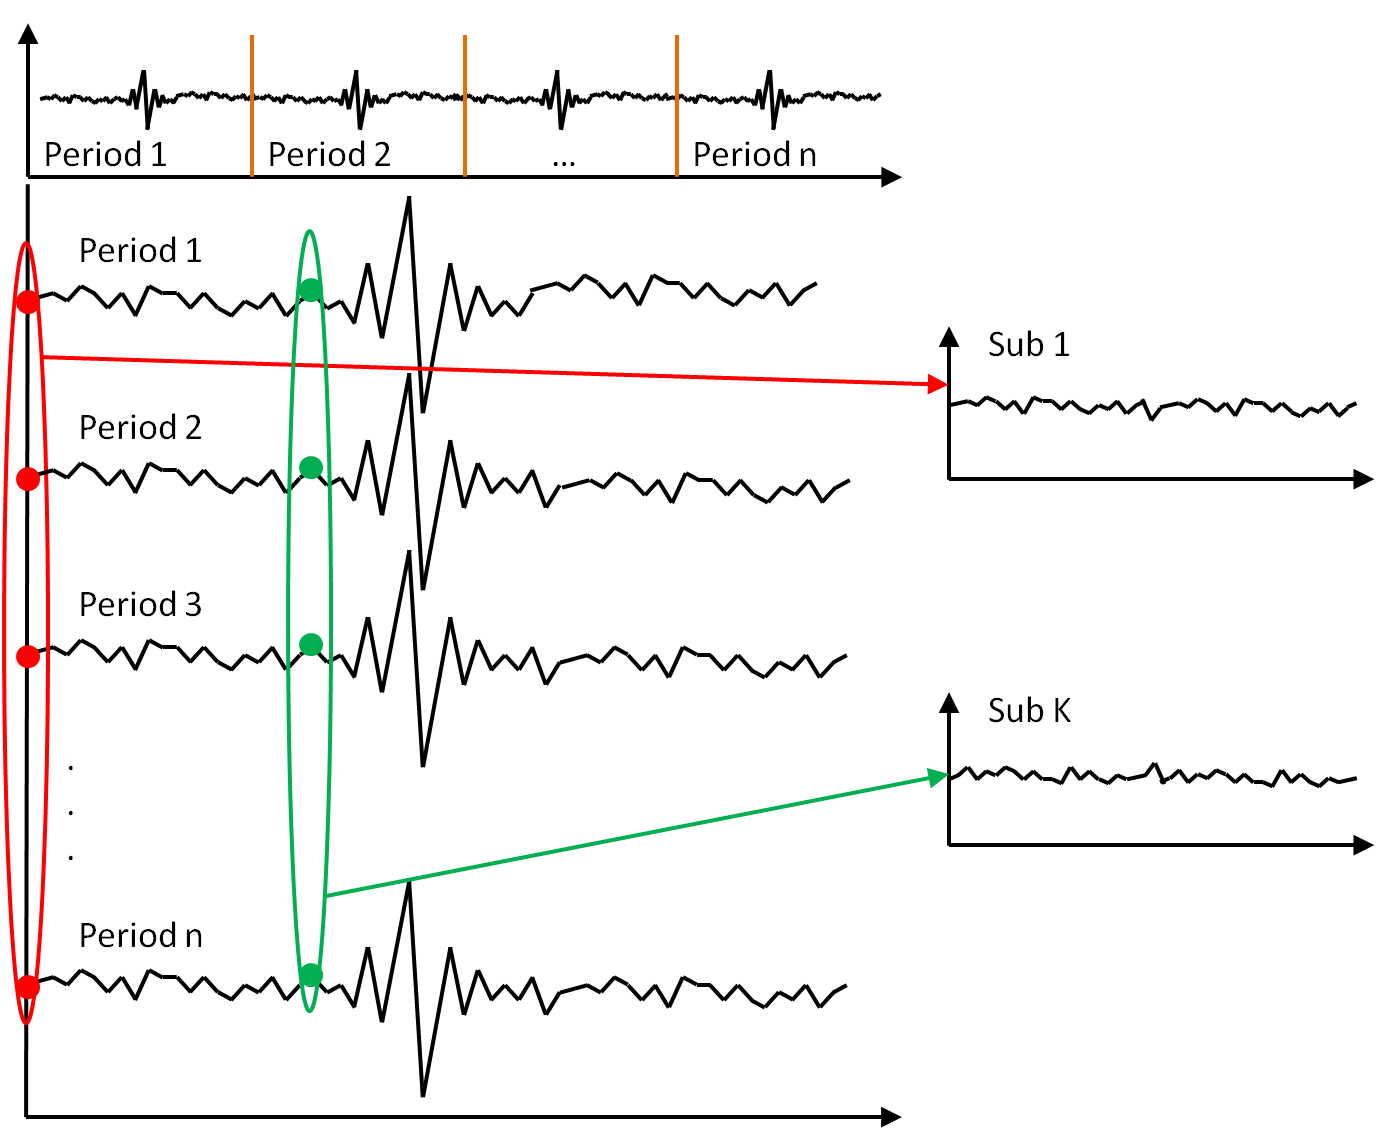 Period 1
Period 2
...
Period n
Period 1
Sub 1
Period 2
Period 3
Sub K
.
.
.
Period n